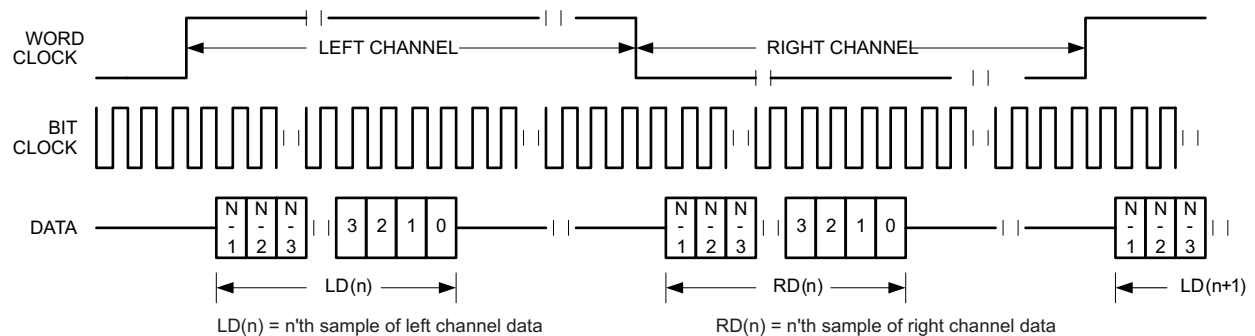 WORD
CLOCK
LEFT CHANNEL
RIGHT CHANNEL
BIT
CLOCK
DATA
N
-
1
N
-
2
N
-
3
3 2 1 0
N
-
1
N
-
2
N
-
3
3 2 1 0
N
-
1
N
-
2
N
-
3
LD(n)
RD(n)
LD(n+1)
LD(n) = n'th sample of left channel data
RD(n) = n'th sample of right channel data